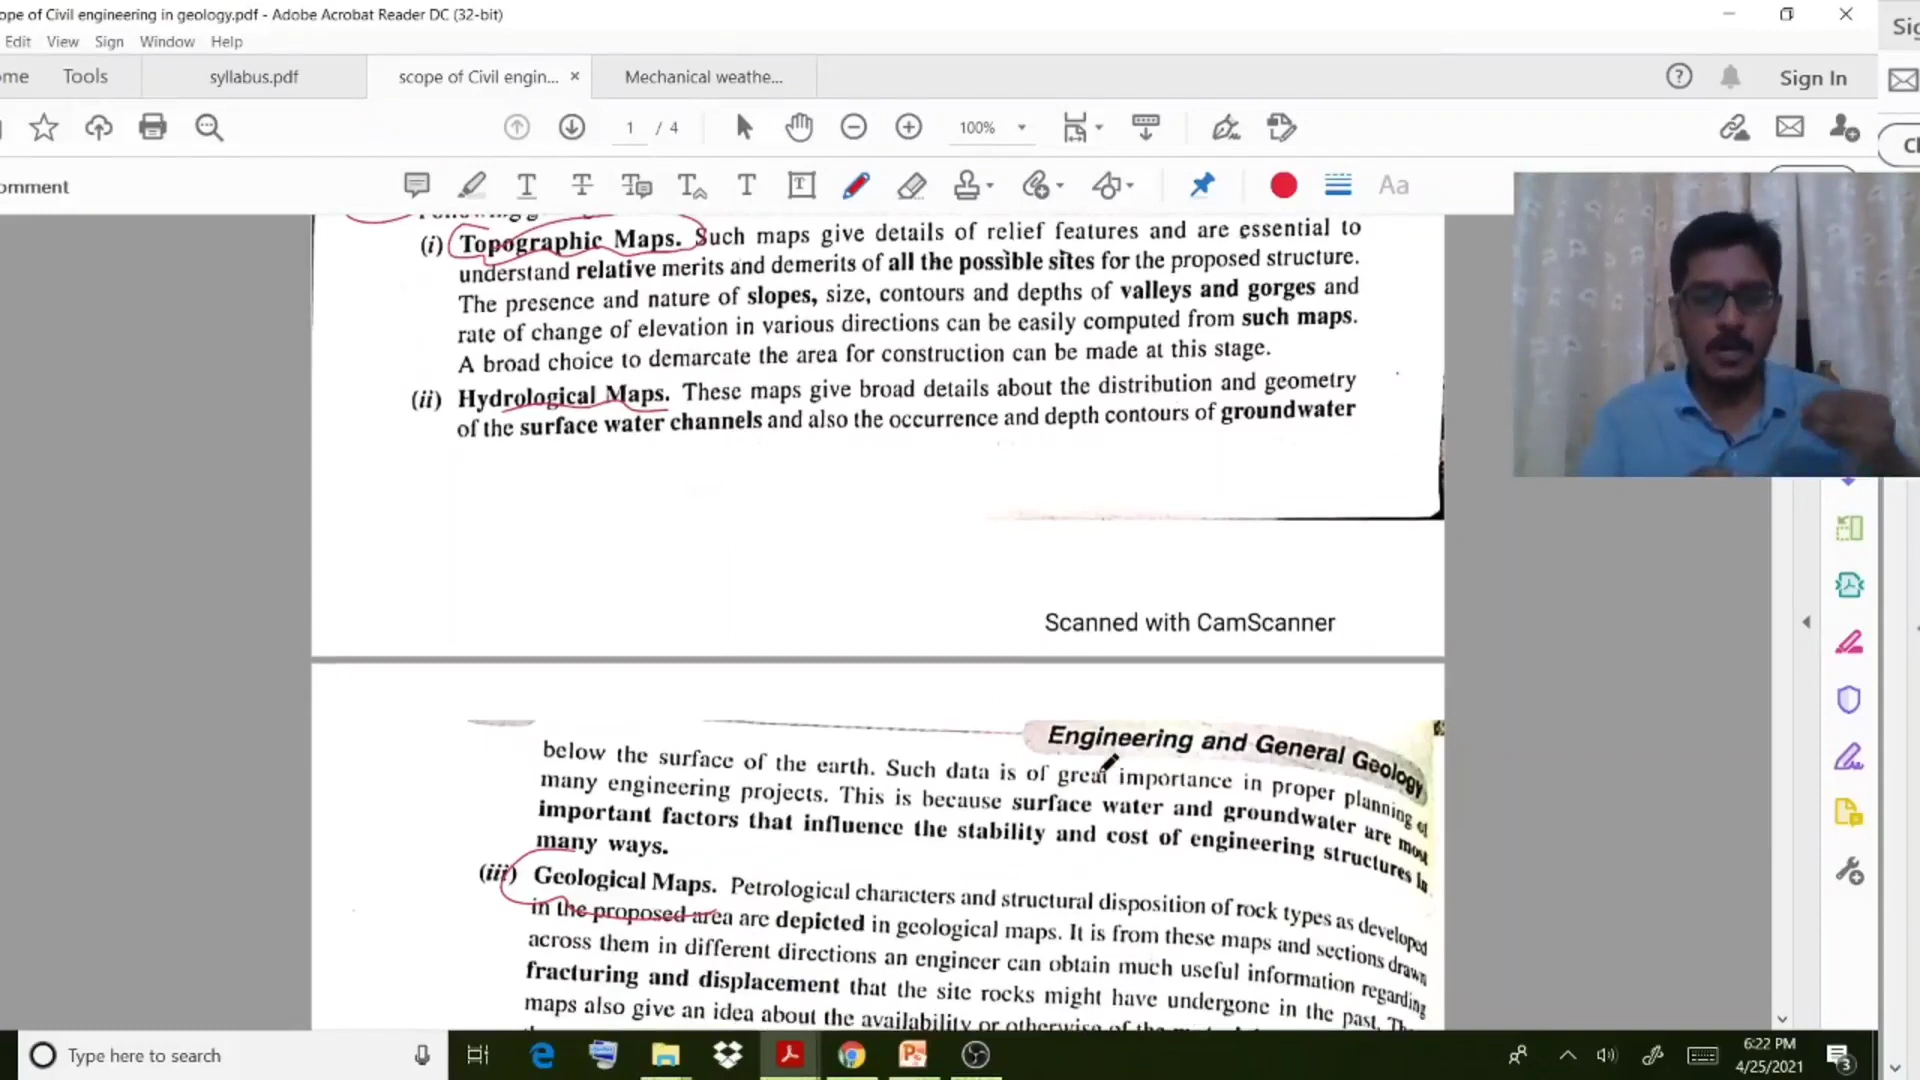 ope of Civil engineering in geology.pdf - Adobe Acrobat Reader DC (32-bit)
Edit View Sign Window Help
ome Tools syllabus.pdf scope of Civil engin... × Mechanical weathe... Sign In
1 / 4 100%
omment
T T T T T Aa
(i) Topographic Maps. Such maps give details of relief features and are essential to
understand relative merits and demerits of all the possible sites for the proposed structure.
The presence and nature of slopes, size, contours and depths of valleys and gorges and
rate of change of elevation in various directions can be easily computed from such maps.
A broad choice to demarcate the area for construction can be made at this stage.
(ii) Hydrological Maps. These maps give broad details about the distribution and geometry
of the surface water channels and also the occurrence and depth contours of groundwater
Scanned with CamScanner
Engineering and General Geology
below the surface of the earth. Such data is of great importance in proper planning of
many engineering projects. This is because surface water and groundwater are most
important factors that influence the stability and cost of engineering structures in
many ways.
(iii) Geological Maps. Petrological characters and structural disposition of rock types as developed
in the proposed area are depicted in geological maps. It is from these maps and sections drawn
across them in different directions an engineer can obtain much useful information regarding
fracturing and displacement that the site rocks might have undergone in the past.
maps also give an idea about the availability or otherwise of the
Type here to search
6:22 PM
4/25/2021
3